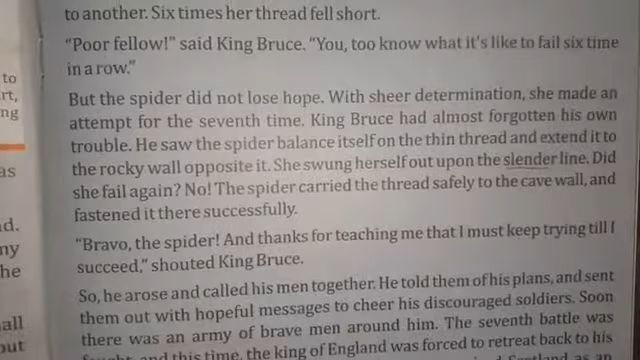 to another. Six times her thread fell short.
“Poor fellow!” said King Bruce. “You, too know what it's like to fail six time
in a row.”
But the spider did not lose hope. With sheer determination, she made an
attempt for the seventh time. King Bruce had almost forgotten his own
trouble. He saw the spider balance itself on the thin thread and extend it to
the rocky wall opposite it. She swung herself out upon the slender line. Did
she fail again? No! The spider carried the thread safely to the cave wall, and
fastened it there successfully.
“Bravo, the spider! And thanks for teaching me that I must keep trying till I
succeed,” shouted King Bruce.
So, he arose and called his men together. He told them of his plans, and sent
them out with hopeful messages to cheer his discouraged soldiers. Soon
there was an army of brave men around him. The seventh battle was
and this time, the king of England was forced to retreat back to his
to
rt,
ng
as
d.
ny
he
all
out